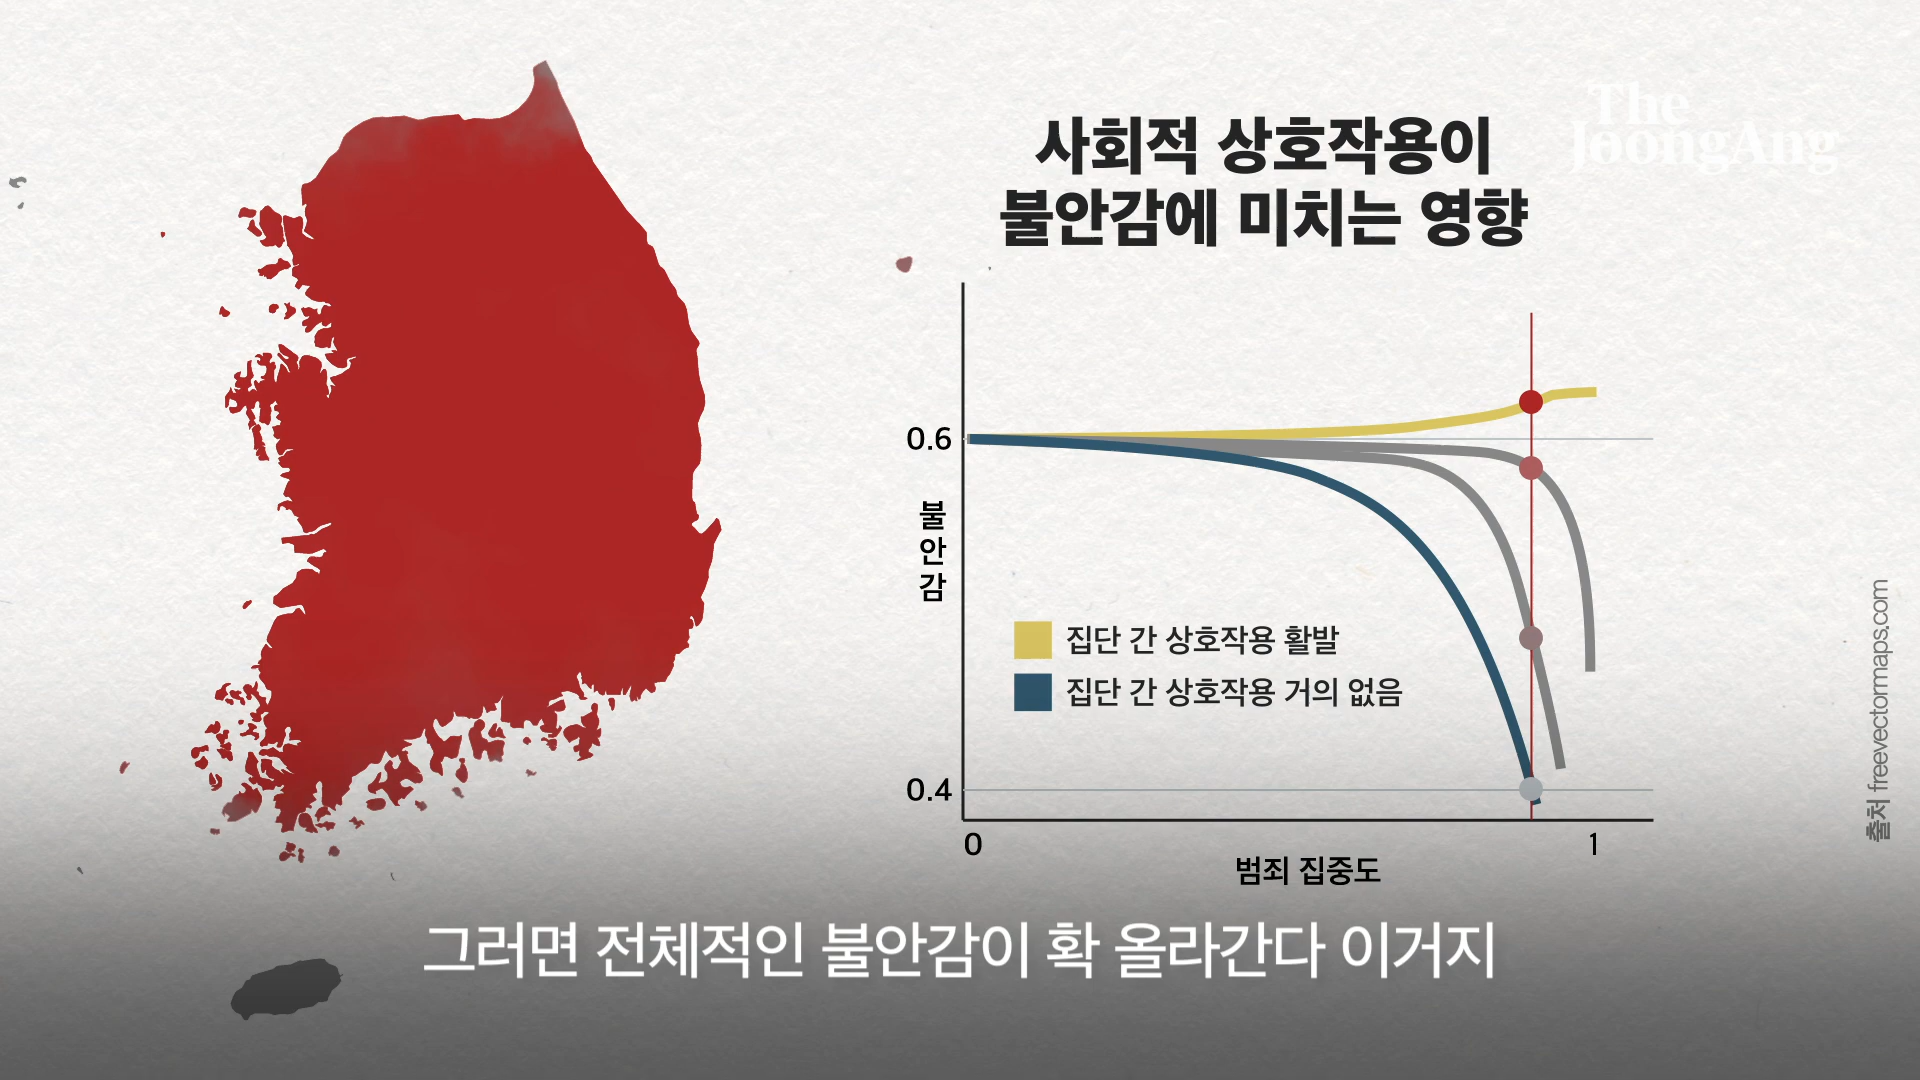 The
JoongAng
사회적 상호작용이
불안감에 미치는 영향
0.6
불안감
집단 간 상호작용 활발
집단 간 상호작용 거의 없음
0.4
0
1
범죄 집중도
출처 freevectormaps.com
그러면 전체적인 불안감이 확 올라간다 이거지